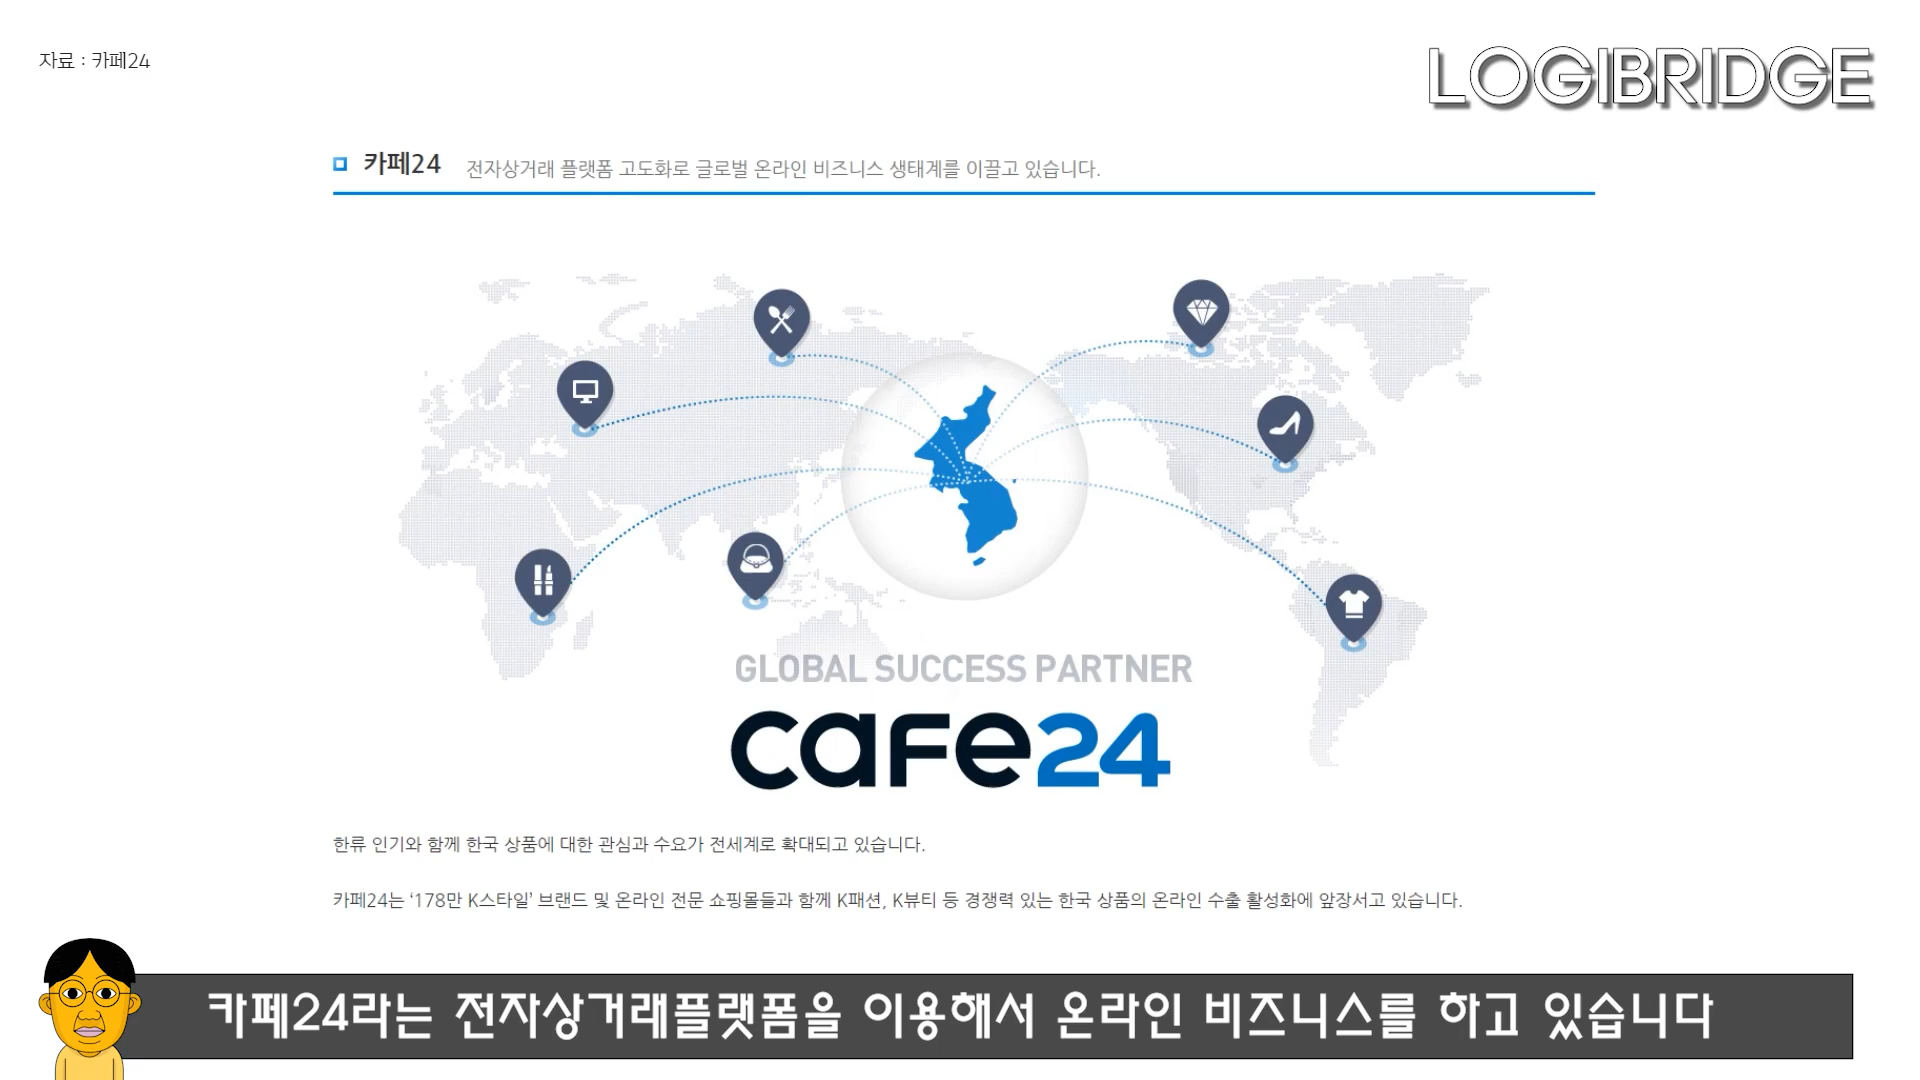 자료 : 카페24
LOGIBRIDGE
카페24 전자상거래 플랫폼 고도화로 글로벌 온라인 비즈니스 생태계를 이끌고 있습니다.
GLOBAL SUCCESS PARTNER
cafe24
한류 인기와 함께 한국 상품에 대한 관심과 수요가 전세계로 확대되고 있습니다.
카페24는 ‘178만 K스타일’ 브랜드 및 온라인 전문 쇼핑몰들과 함께 K패션, K뷰티 등 경쟁력 있는 한국 상품의 온라인 수출 활성화에 앞장서고 있습니다.
카페24라는 전자상거래플랫폼을 이용해서 온라인 비즈니스를 하고 있습니다